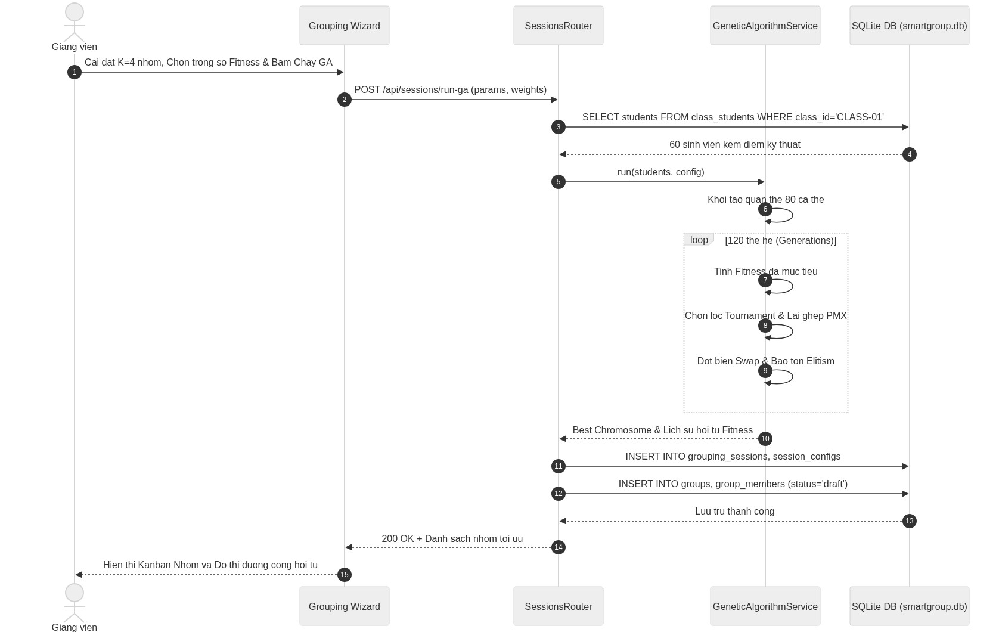 Giang vien
Grouping Wizard
SessionsRouter
GeneticAlgorithmService
SQLite DB (smartgroup.db)
Cai dat K=4 nhom, Chon trong so Fitness & Bam Chay GA
1
POST /api/sessions/run-ga (params, weights)
2
SELECT students FROM class_students WHERE class_id='CLASS-01'
3
60 sinh vien kem diem ky thuat
4
run(students, config)
5
Khoi tao quan the 80 ca the
6
loop
[120 the he (Generations)]
Tinh Fitness da muc tieu
7
Chon loc Tournament & Lai ghep PMX
8
Dot bien Swap & Bao ton Elitism
9
Best Chromosome & Lich su hoi tu Fitness
10
INSERT INTO grouping_sessions, session_configs
11
INSERT INTO groups, group_members (status='draft')
12
Luu tru thanh cong
13
200 OK + Danh sach nhom toi uu
14
Hien thi Kanban Nhom va Do thi duong cong hoi tu
15
Giang vien
Grouping Wizard
SessionsRouter
GeneticAlgorithmService
SQLite DB (smartgroup.db)